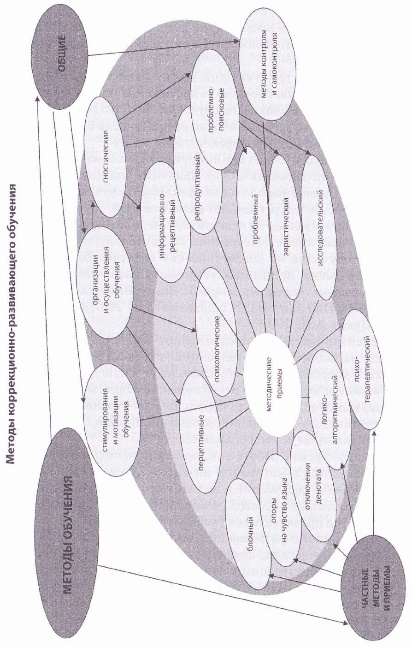 Методы коррекционно-развивающего обучения
МЕТОДЫ ОБУЧЕНИЯ
ОБЩИЕ
стимулирования
и мотивации
обучения
организации
и осуществления
обучения
гностические
методы контроля
и самоконтроля
перцептивные
психологические
информационно-
рецептивный
репродуктивный
проблемно-
поисковые
проблемный
эвристический
исследовательский
методические
приемы
блочный
опоры
на чувство языка
отключения
денотата
логико-
алгоритмический
психо-
терапевтический
ЧАСТНЫЕ
МЕТОДЫ
И ПРИЕМЫ